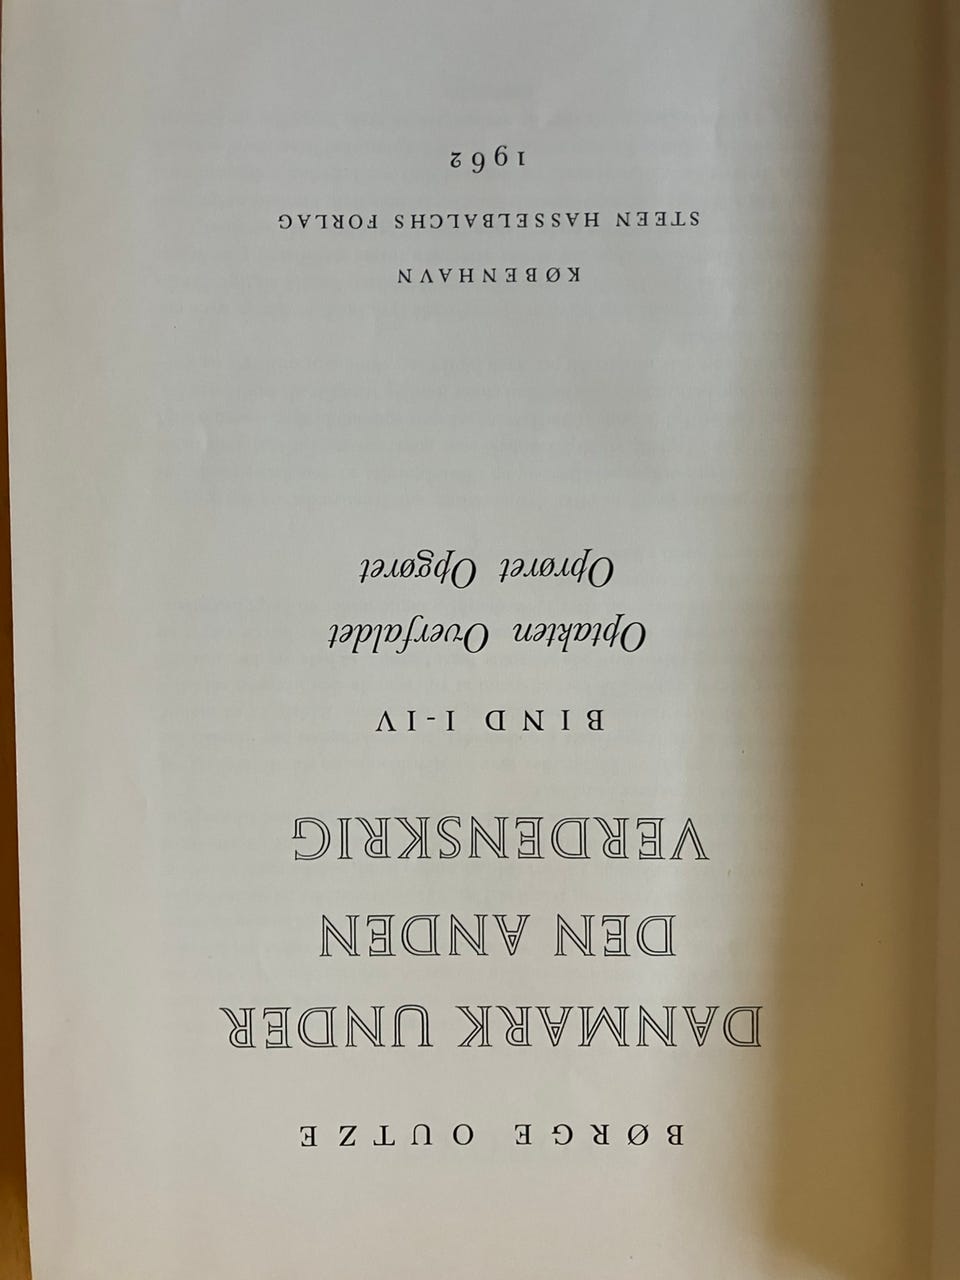 BØRGE OUTZE
DANMARK UNDER
DEN ANDEN
VERDENSKRIG
BIND I-IV
Optakten Overfaldet
Oprøret Opgøret
KØBENHAVN
STEEN HASSELBALCHS FORLAG
1962